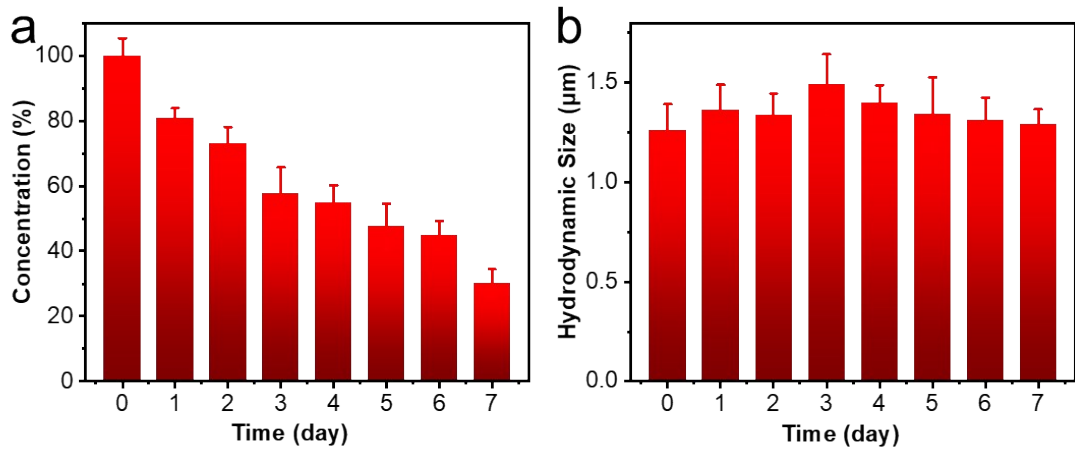 a
Concentration (%)
100
80
60
40
20
0
0 1 2 3 4 5 6 7
Time (day)
b
Hydrodynamic Size (μm)
1.5
1.0
0.5
0.0
0 1 2 3 4 5 6 7
Time (day)